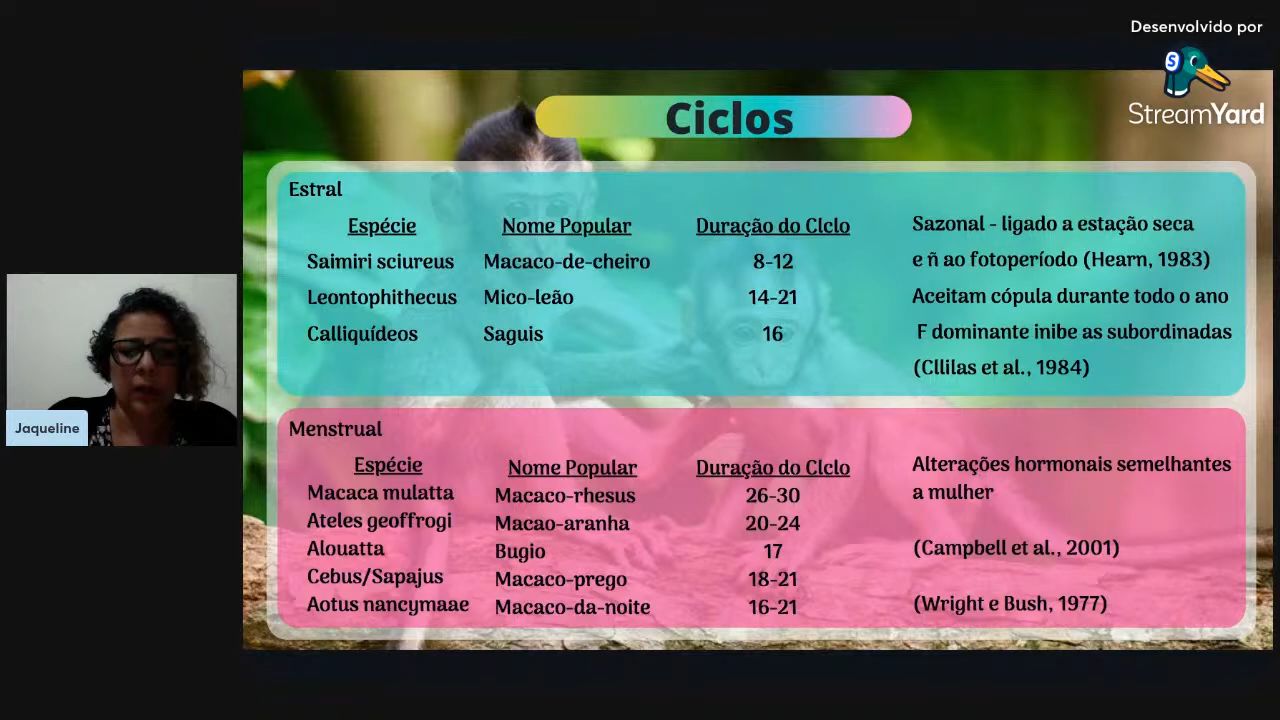 Desenvolvido por
StreamYard
Ciclos
Estral
Espécie Nome Popular Duração do CIclo
Saimiri sciureus Macaco-de-cheiro 8-12
Leontophithecus Mico-leão 14-21
Calliquídeos Saguis 16
Sazonal - ligado a estação seca
e ñ ao fotoperíodo (Hearn, 1983)
Aceitam cópula durante todo o ano
F dominante inibe as subordinadas
(Cllilas et al., 1984)
Menstrual
Espécie Nome Popular Duração do CIclo
Macaca mulatta Macaco-rhesus 26-30
Ateles geoffrogi Macao-aranha 20-24
Alouatta Bugio 17
Cebus/Sapajus Macaco-prego 18-21
Aotus nancymaae Macaco-da-noite 16-21
Alterações hormonais semelhantes
a mulher
(Campbell et al., 2001)
(Wright e Bush, 1977)
Jaqueline